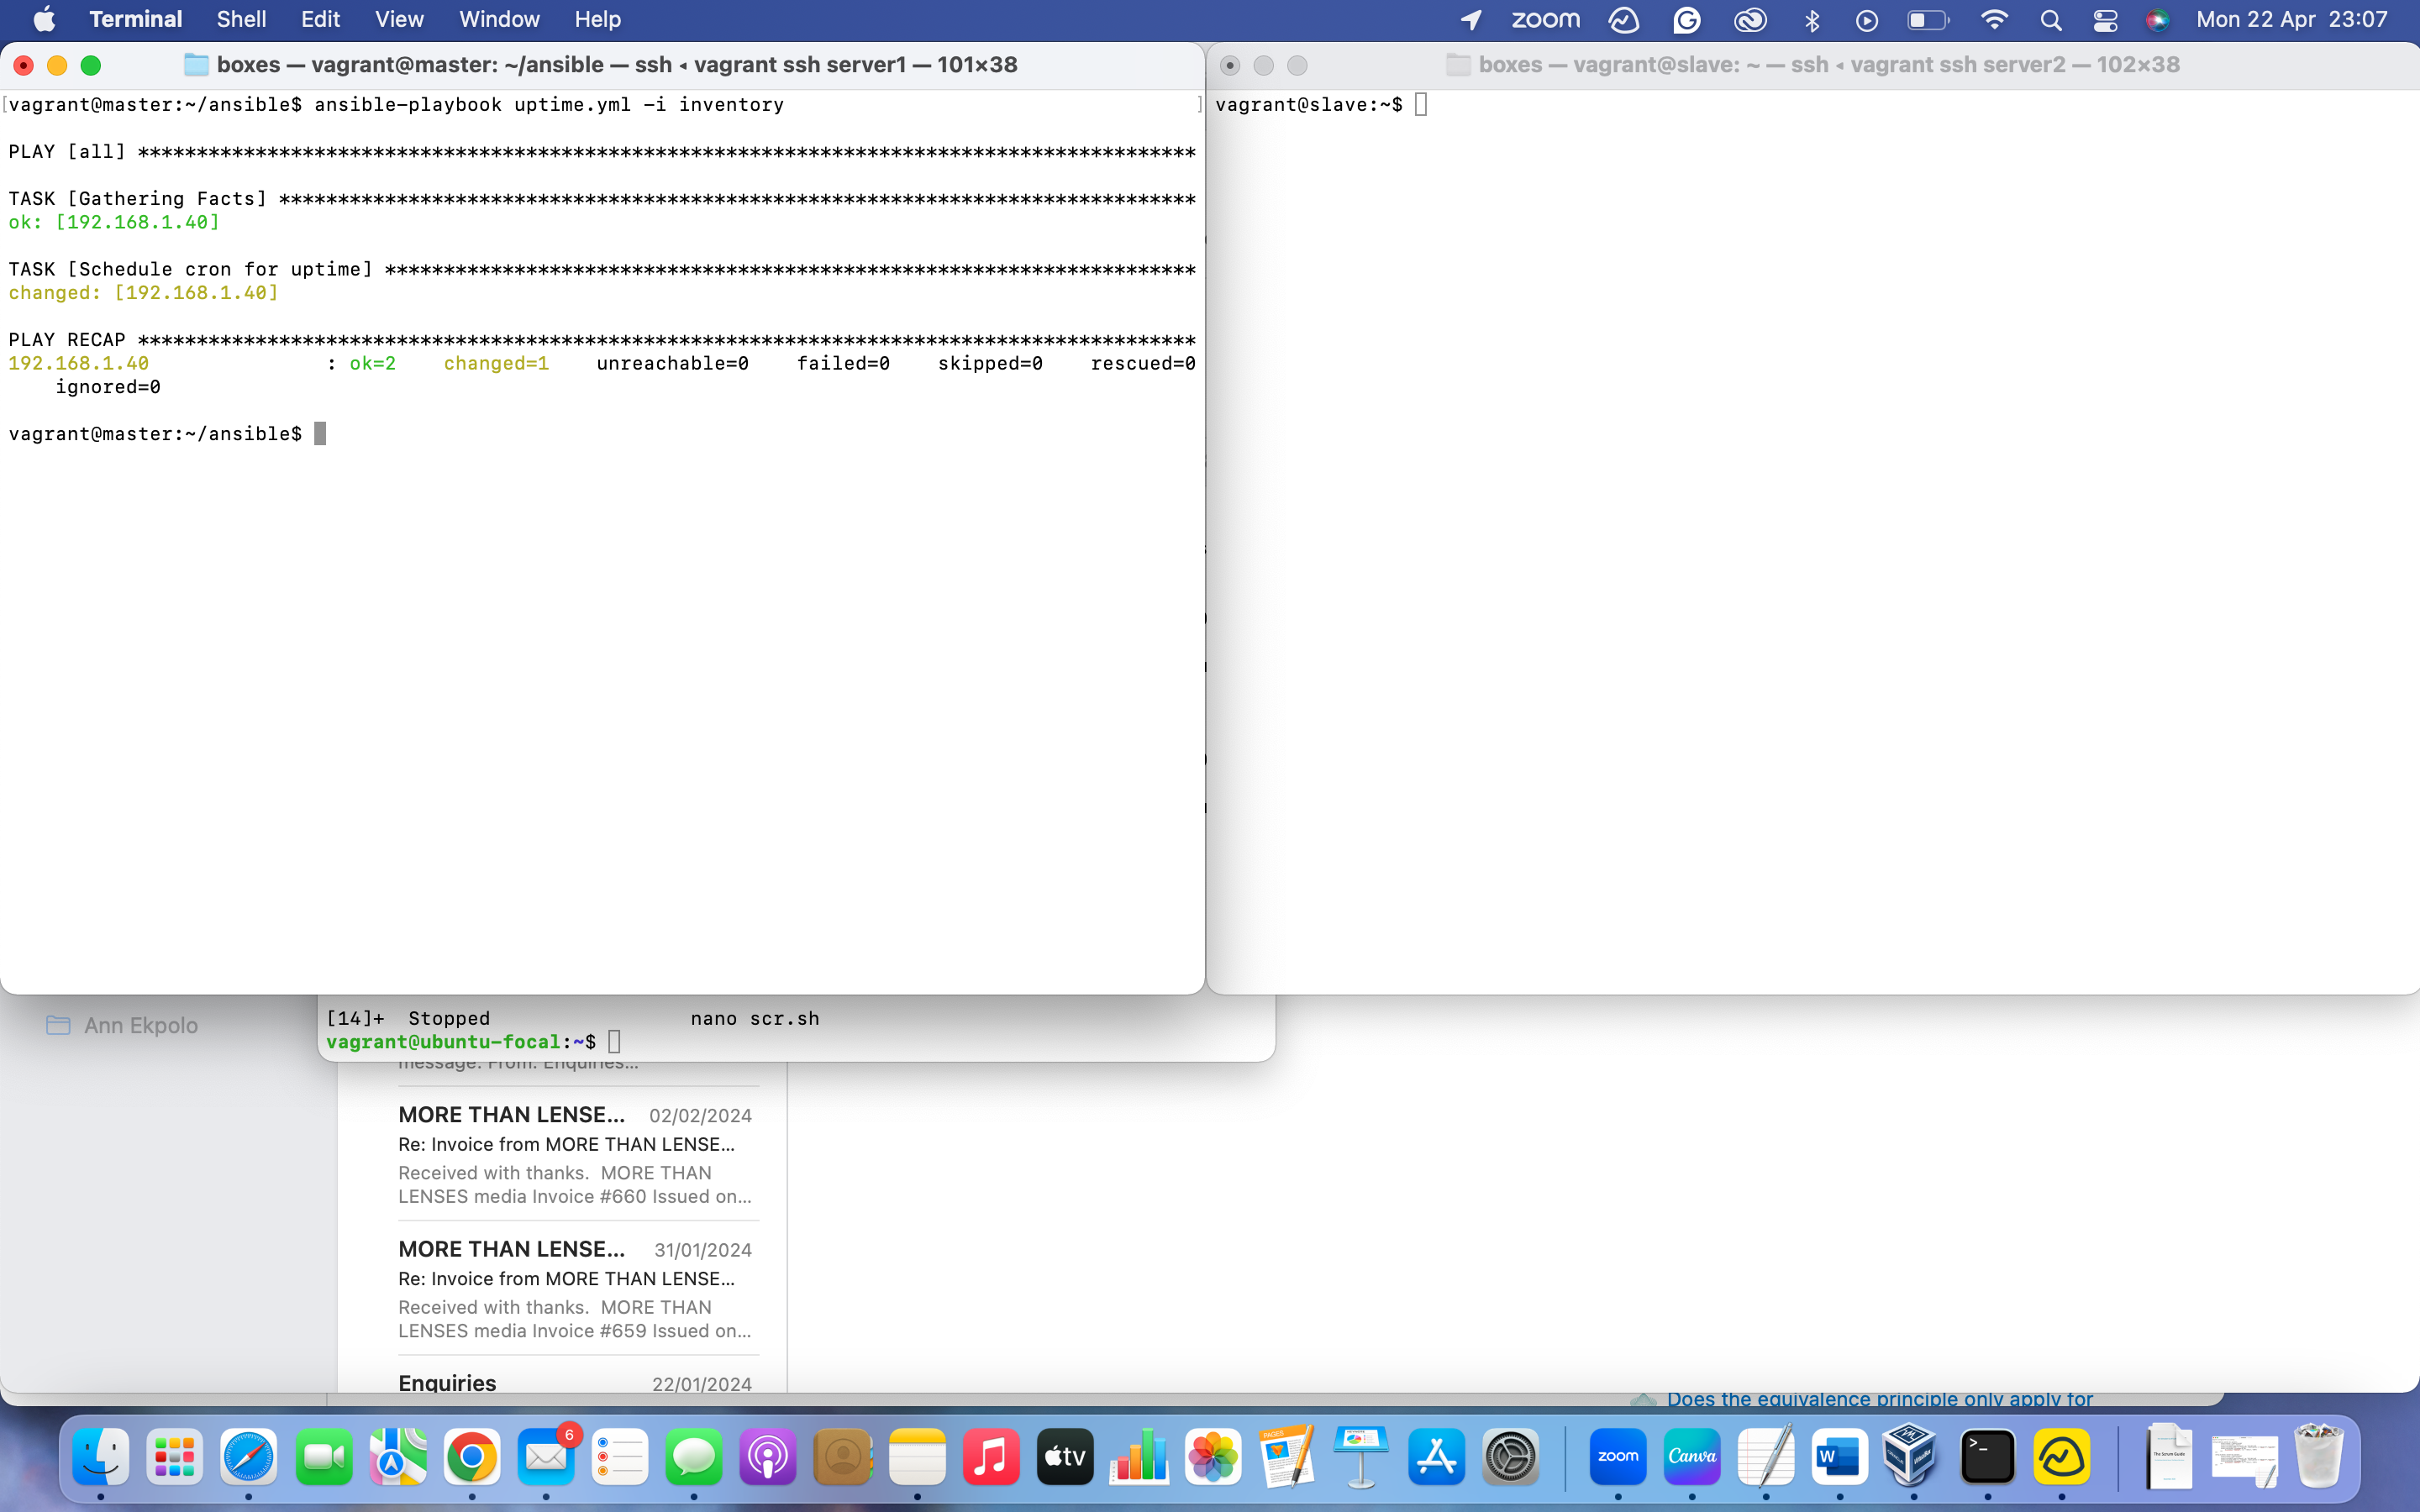 Terminal Shell Edit View Window Help zoom Mon 22 Apr 23:07
boxes — vagrant@master: ~/ansible — ssh ◂ vagrant ssh server1 — 101×38
[vagrant@master:~/ansible$ ansible-playbook uptime.yml -i inventory ]
PLAY [all] ******************************************************************************************
TASK [Gathering Facts] ******************************************************************************
ok: [192.168.1.40]
TASK [Schedule cron for uptime] *********************************************************************
changed: [192.168.1.40]
PLAY RECAP ******************************************************************************************
192.168.1.40 : ok=2 changed=1 unreachable=0 failed=0 skipped=0 rescued=0
ignored=0
vagrant@master:~/ansible$
boxes — vagrant@slave: ~ — ssh ◂ vagrant ssh server2 — 102×38
vagrant@slave:~$
Ann Ekpolo
[14]+ Stopped nano scr.sh
vagrant@ubuntu-focal:~$
message. From: Enquiries...
MORE THAN LENSE... 02/02/2024
Re: Invoice from MORE THAN LENSE...
Received with thanks. MORE THAN
LENSES media Invoice #660 Issued on...
MORE THAN LENSE... 31/01/2024
Re: Invoice from MORE THAN LENSE...
Received with thanks. MORE THAN
LENSES media Invoice #659 Issued on...
Enquiries 22/01/2024
Does the equivalence principle only apply for
6
tv
PAGES
zoom
Canva
W
>_